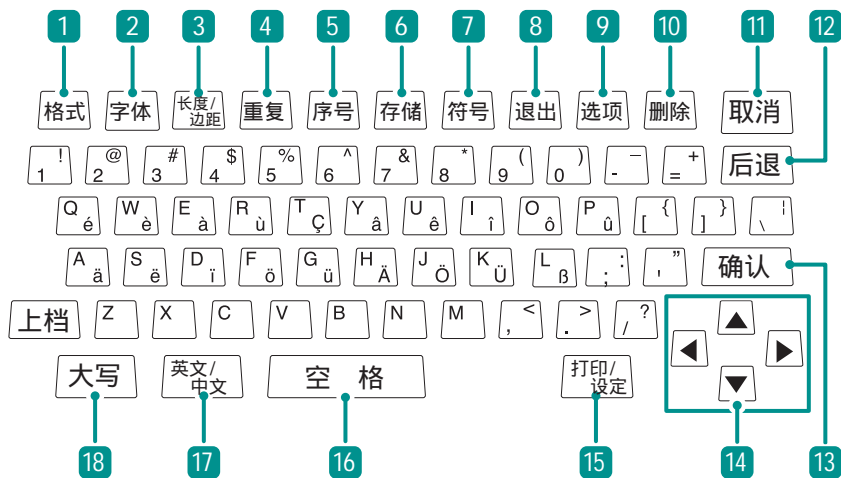 1 2 3 4 5 6 7 8 9 10 11 12
格式 字体 长度/边距 重复 序号 存储 符号 退出 选项 删除 取消
! 1 @ 2 # 3 $ 4 % 5 ^ 6 & 7 * 8 ( 9 ) 0 _ - + = 后退
Q é W è E à R ù T Ç Y â U ê I î O ô P û { [ } ] ¦ \
A ä S ë D ï F ö G ü H Ä J Ö K Ü L ß : ; " ' 确认
上档 Z X C V B N M < , > . ? /
大写 英文/中文 空格 打印/设定
18 17 16 15 14 13